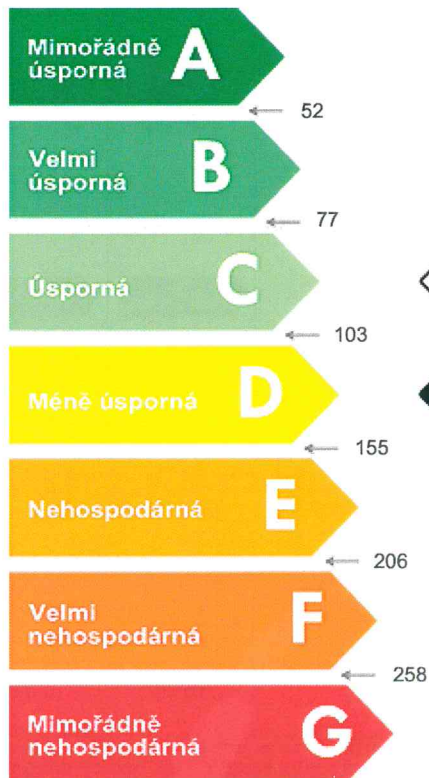 Mimořádně
úsporná
A
52
Velmi
úsporná
B
77
Úsporná
C
103
Méně úsporná
D
155
Nehospodárná
E
206
Velmi
nehospodárná
F
258
Mimořádně
nehospodárná
G